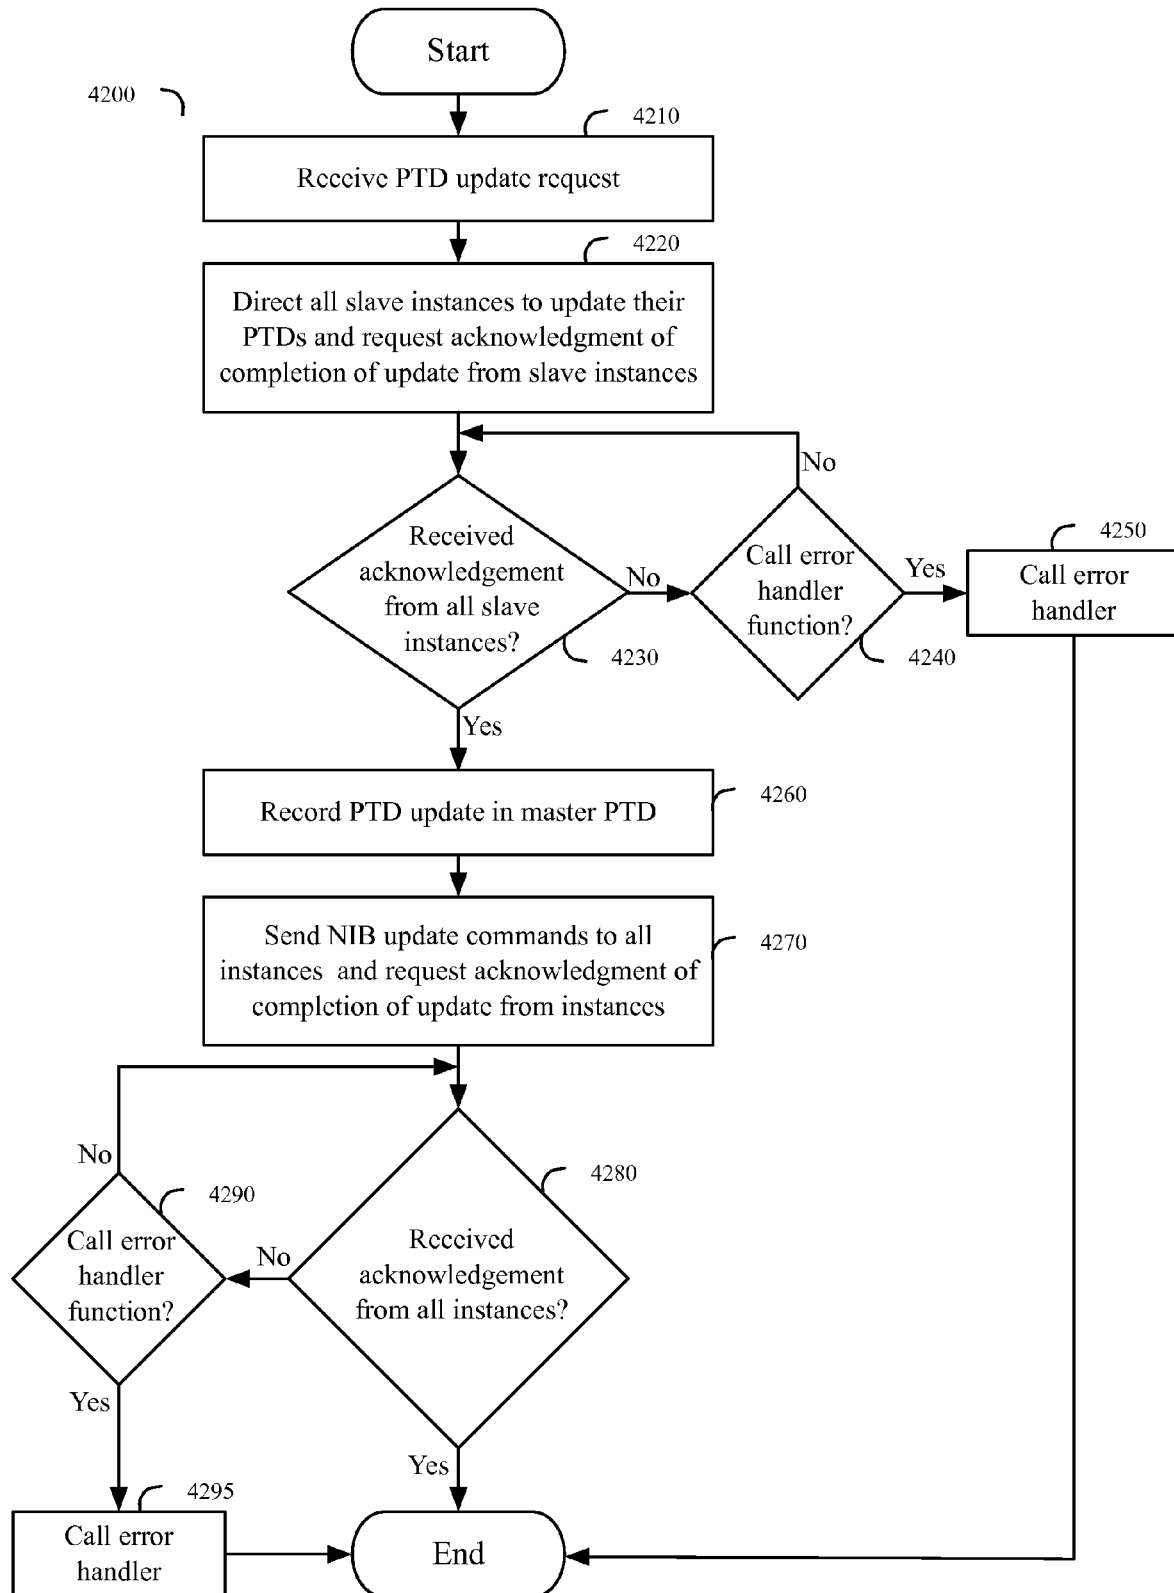 Start
4200
4210
Receive PTD update request
4220
Direct all slave instances to update their
PTDs and request acknowledgment of
completion of update from slave instances
No
Received
acknowledgement
from all slave
instances?
4230
No
Call error
handler
function?
4240
Yes
4250
Call error
handler
Yes
Record PTD update in master PTD
4260
Send NIB update commands to all
instances and request acknowledgment of
completion of update from instances
4270
No
4290
Call error
handler
function?
No
4280
Received
acknowledgement
from all instances?
Yes
Yes
4295
Call error
handler
End